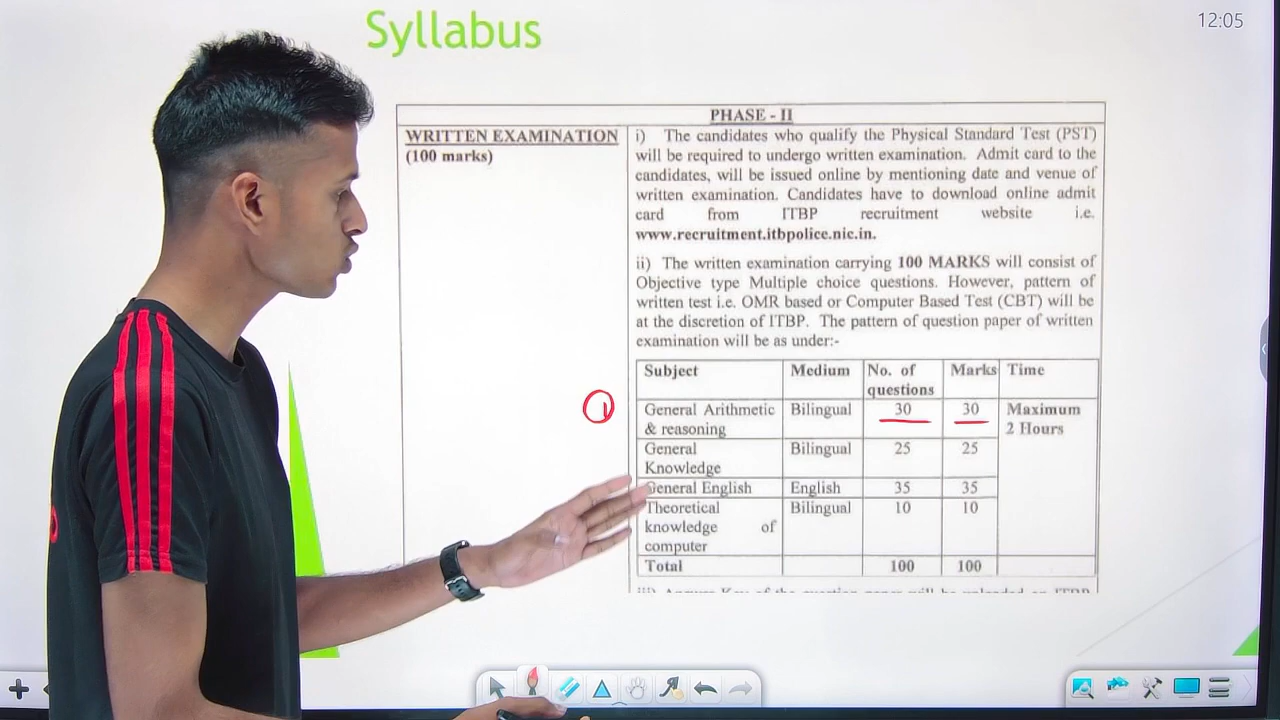 Syllabus
12:05
PHASE - II
WRITTEN EXAMINATION
(100 marks)
i) The candidates who qualify the Physical Standard Test (PST)
will be required to undergo written examination. Admit card to the
candidates, will be issued online by mentioning date and venue of
written examination. Candidates have to download online admit
card from ITBP recruitment website i.e.
www.recruitment.itbpolice.nic.in.
ii) The written examination carrying 100 MARKS will consist of
Objective type Multiple choice questions. However, pattern of
written test i.e. OMR based or Computer Based Test (CBT) will be
at the discretion of ITBP. The pattern of question paper of written
examination will be as under:-
Subject Medium No. of Marks Time
questions
General Arithmetic Bilingual 30 30 Maximum
& reasoning 2 Hours
General Bilingual 25 25
Knowledge
General English English 35 35
Theoretical Bilingual 10 10
knowledge of
computer
Total 100 100